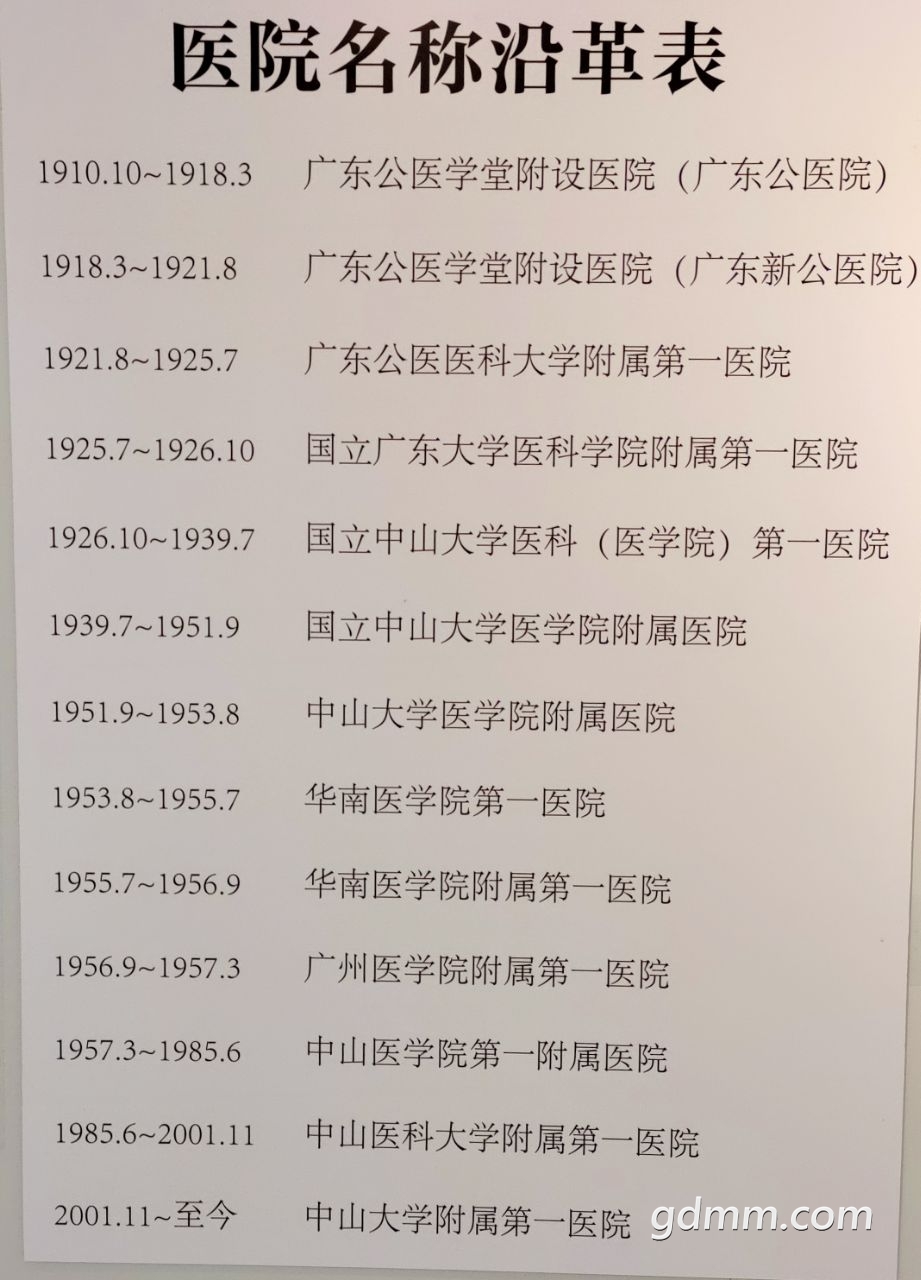 医院名称沿革表
1910.10~1918.3 广东公医学堂附设医院（广东公医院）
1918.3~1921.8 广东公医学堂附设医院（广东新公医院）
1921.8~1925.7 广东公医医科大学附属第一医院
1925.7~1926.10 国立广东大学医科学院附属第一医院
1926.10~1939.7 国立中山大学医科（医学院）第一医院
1939.7~1951.9 国立中山大学医学院附属医院
1951.9~1953.8 中山大学医学院附属医院
1953.8~1955.7 华南医学院第一医院
1955.7~1956.9 华南医学院附属第一医院
1956.9~1957.3 广州医学院附属第一医院
1957.3~1985.6 中山医学院第一附属医院
1985.6~2001.11 中山医科大学附属第一医院
2001.11~至今 中山大学附属第一医院
gdmm.com